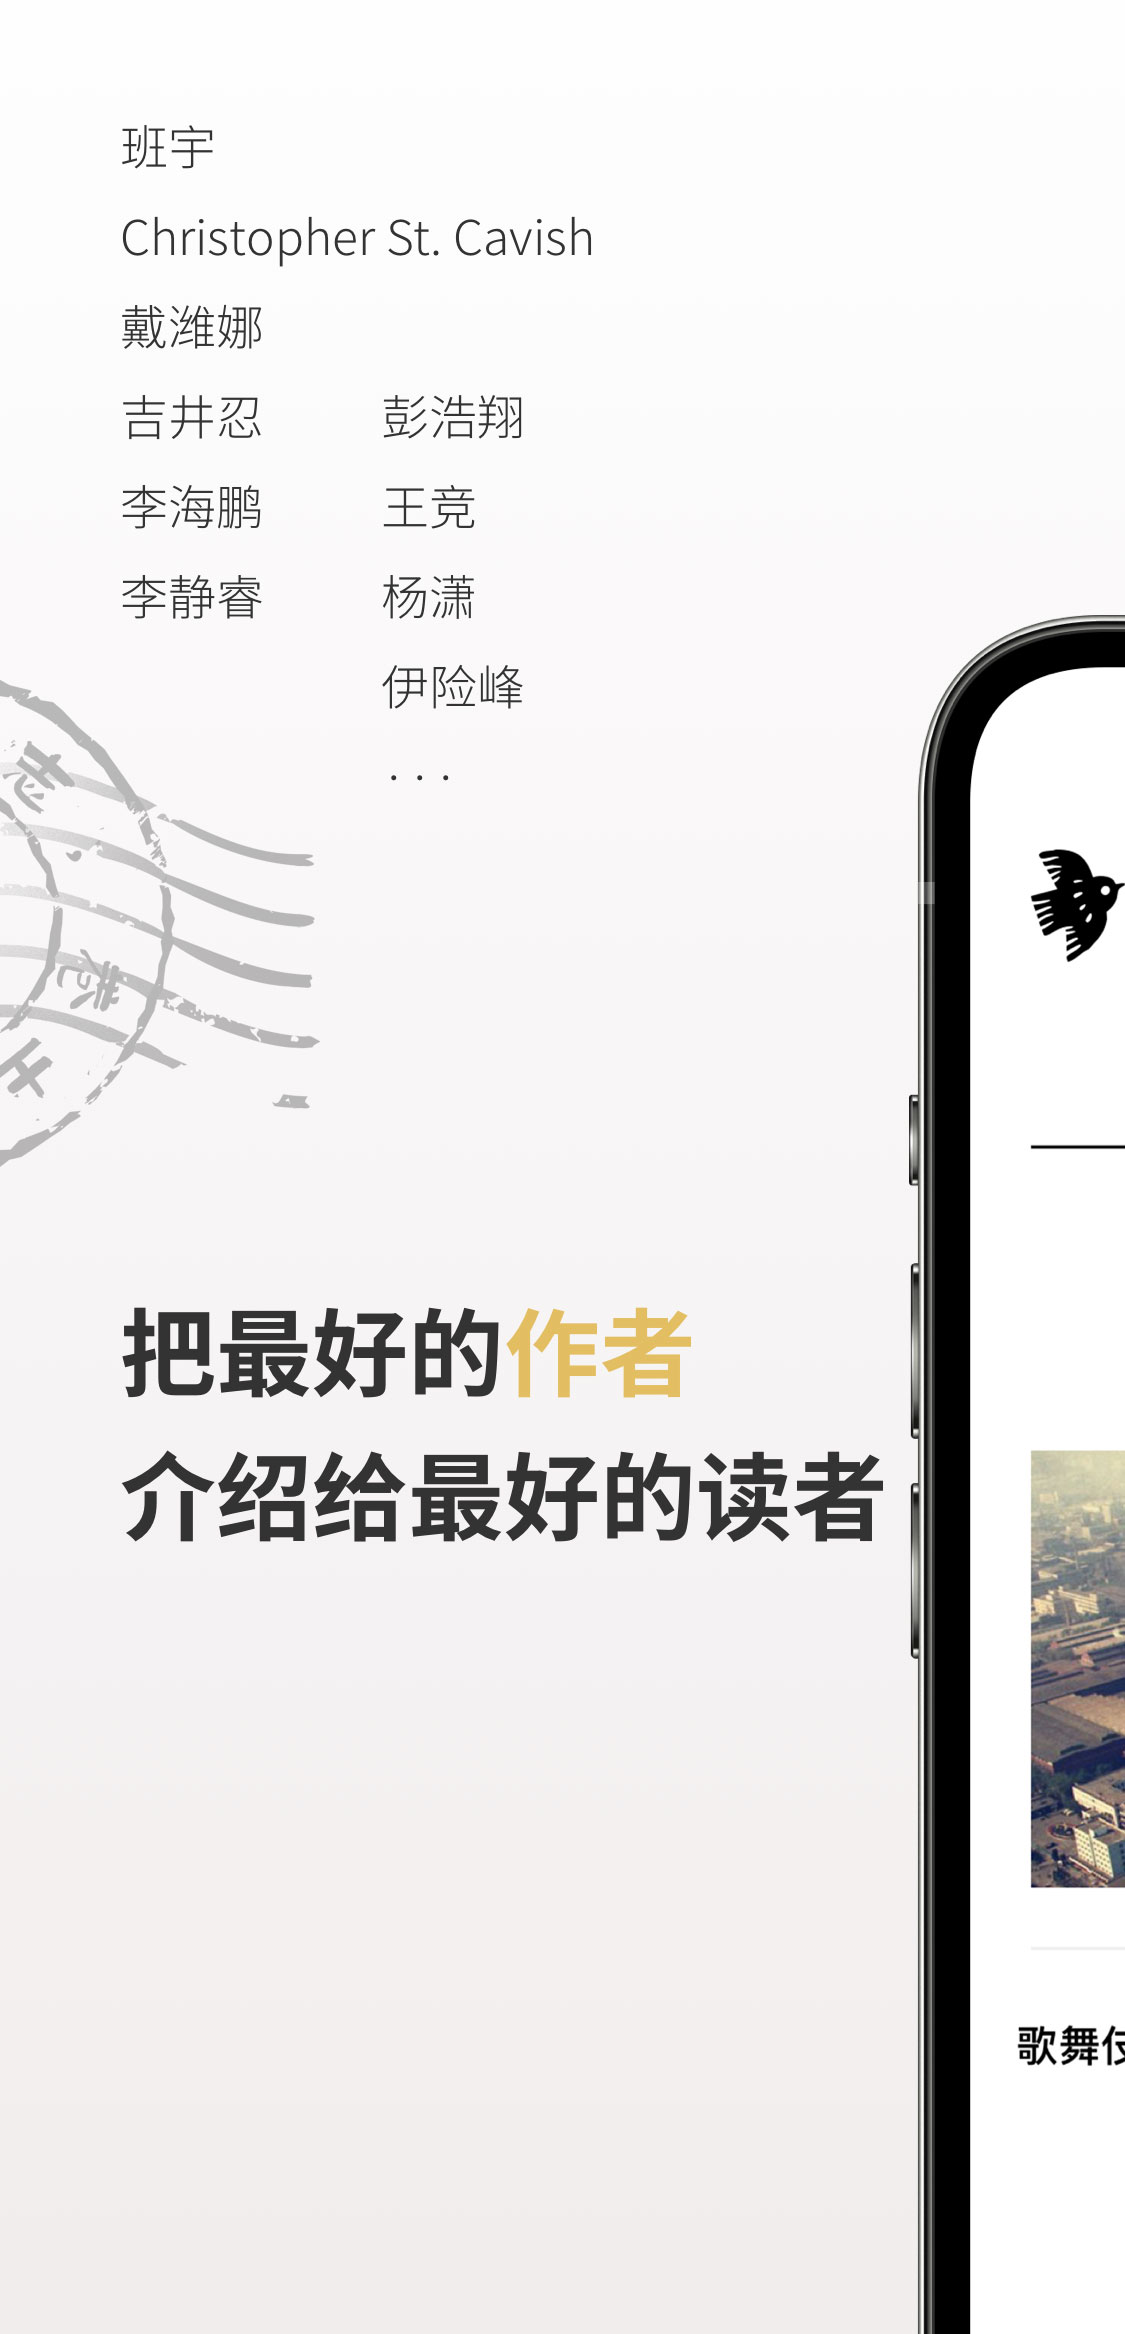 班宇
Christopher St. Cavish
戴潍娜
吉井忍 彭浩翔
李海鹏 王竞
李静睿 杨潇
伊险峰
...
把最好的作者
介绍给最好的读者
歌舞伎